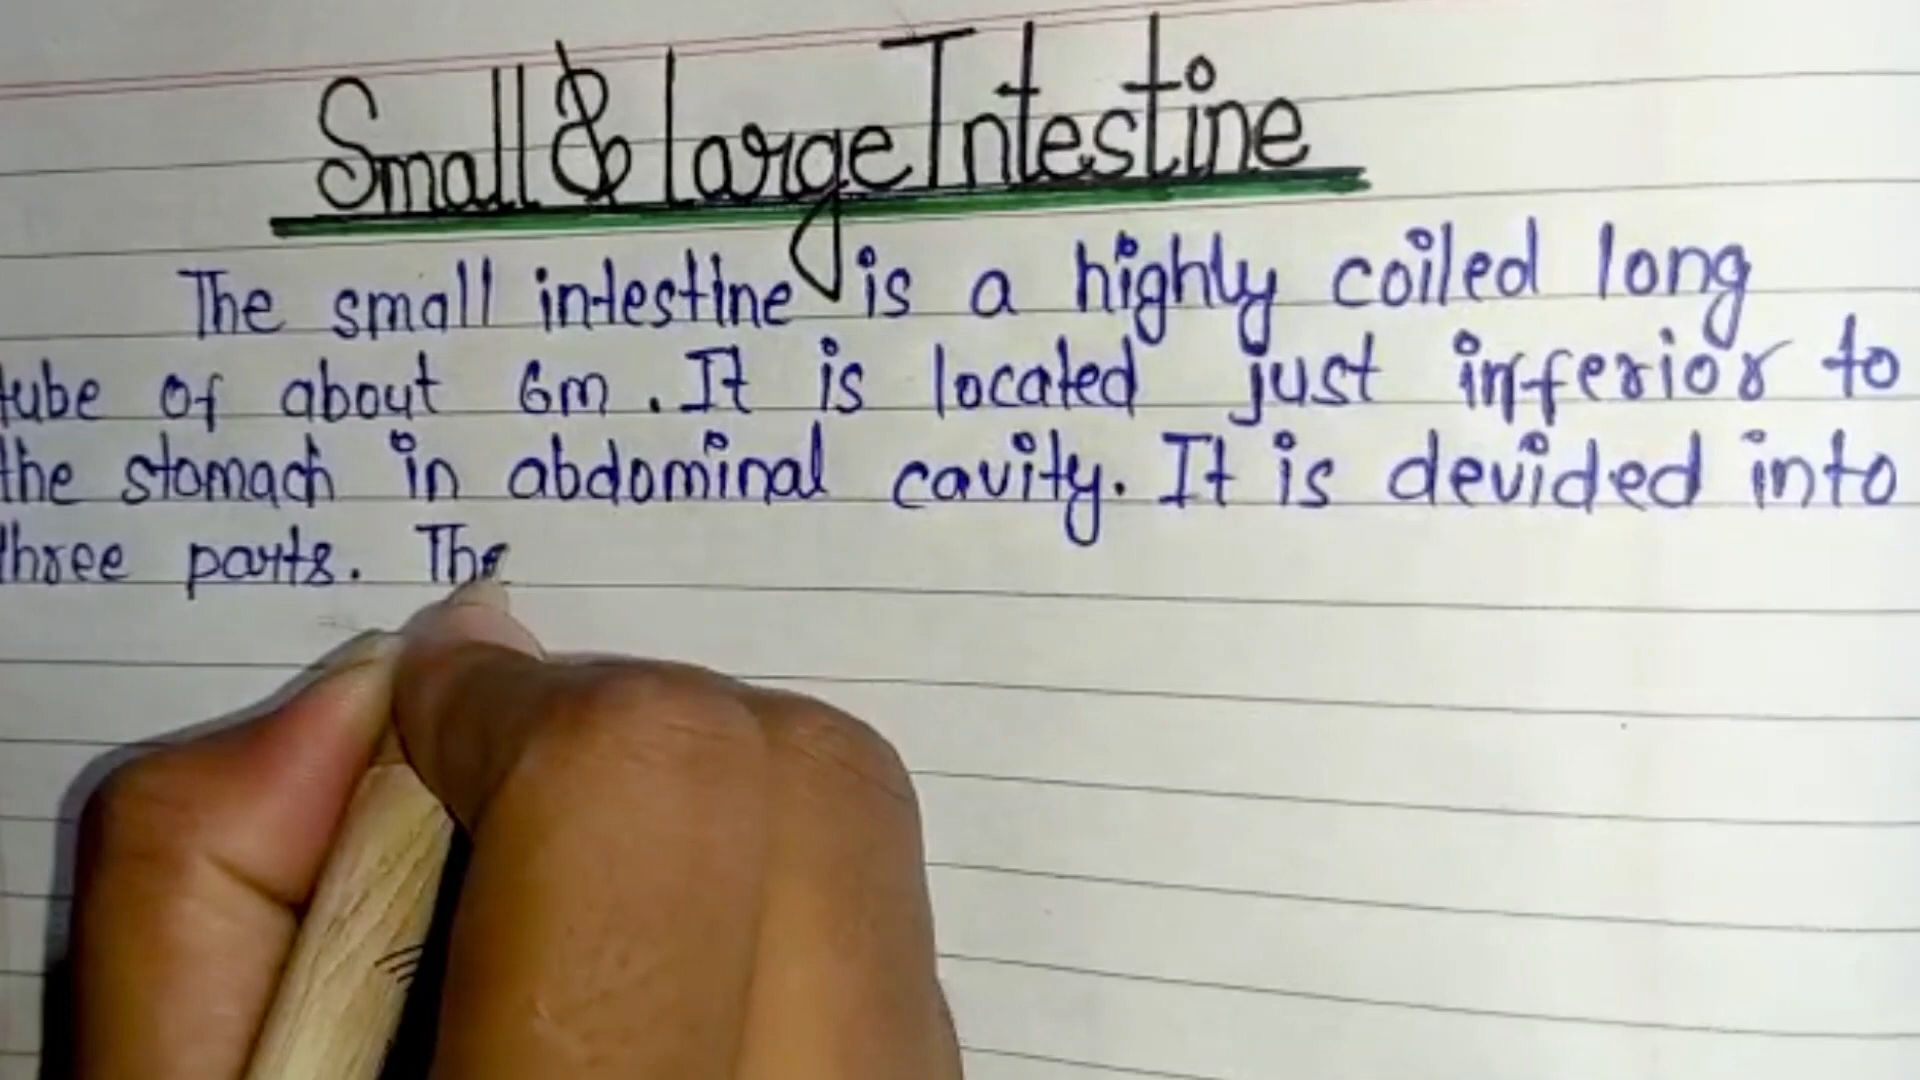 Small & large Intestine
The small intestine is a highly coiled long
tube of about 6m. It is located just inferior to
the stomach in abdominal cavity. It is devided into
three parts. The